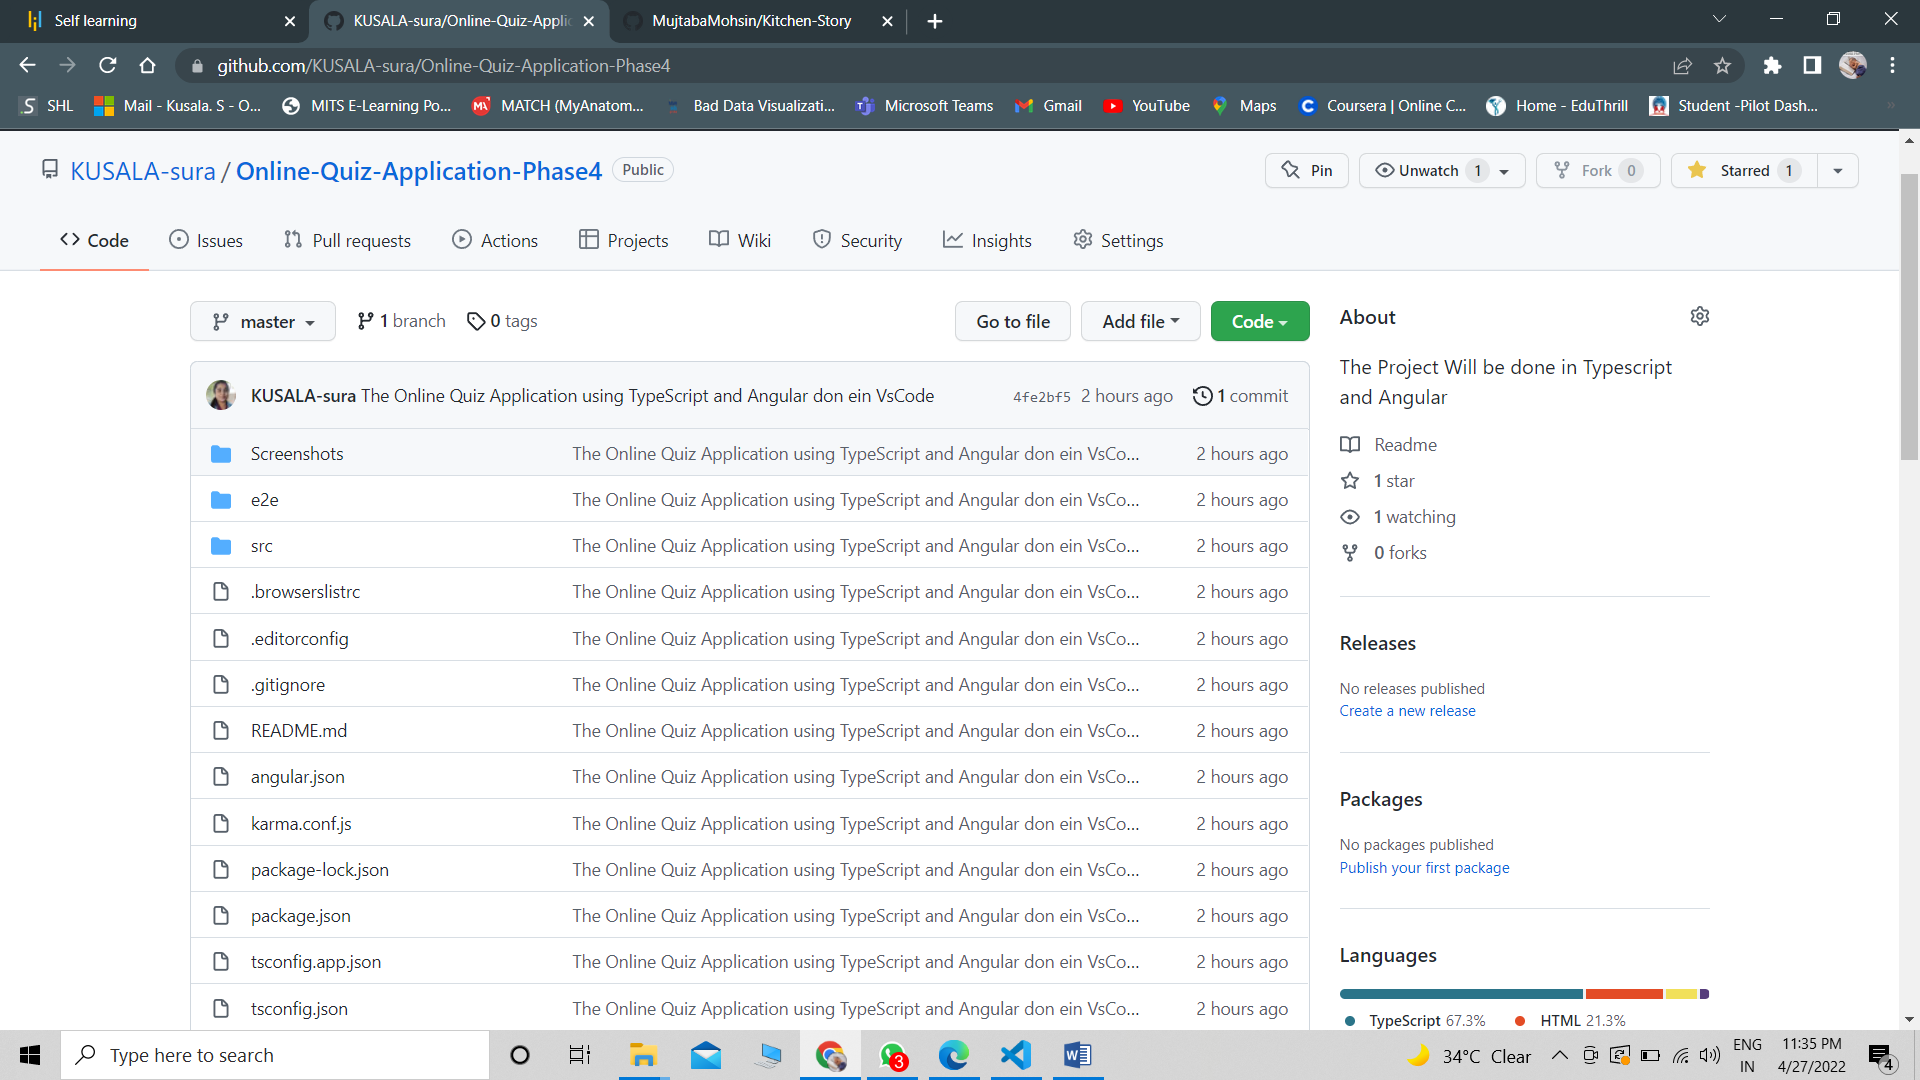 Self learning
KUSALA-sura/Online-Quiz-Applic
MujtabaMohsin/Kitchen-Story
github.com/KUSALA-sura/Online-Quiz-Application-Phase4
SHL
Mail - Kusala. S - O...
MITS E-Learning Po...
MATCH (MyAnatom...
Bad Data Visualizati...
Microsoft Teams
Gmail
YouTube
Maps
Coursera | Online C...
Home - EduThrill
Student -Pilot Dash...
KUSALA-sura / Online-Quiz-Application-Phase4 Public
Pin
Unwatch 1
Fork 0
Starred 1
Code
Issues
Pull requests
Actions
Projects
Wiki
Security
Insights
Settings
master
1 branch
0 tags
Go to file
Add file
Code
KUSALA-sura The Online Quiz Application using TypeScript and Angular don ein VsCode 4fe2bf5 2 hours ago 1 commit
Screenshots The Online Quiz Application using TypeScript and Angular don ein VsCo... 2 hours ago
e2e The Online Quiz Application using TypeScript and Angular don ein VsCo... 2 hours ago
src The Online Quiz Application using TypeScript and Angular don ein VsCo... 2 hours ago
.browserslistrc The Online Quiz Application using TypeScript and Angular don ein VsCo... 2 hours ago
.editorconfig The Online Quiz Application using TypeScript and Angular don ein VsCo... 2 hours ago
.gitignore The Online Quiz Application using TypeScript and Angular don ein VsCo... 2 hours ago
README.md The Online Quiz Application using TypeScript and Angular don ein VsCo... 2 hours ago
angular.json The Online Quiz Application using TypeScript and Angular don ein VsCo... 2 hours ago
karma.conf.js The Online Quiz Application using TypeScript and Angular don ein VsCo... 2 hours ago
package-lock.json The Online Quiz Application using TypeScript and Angular don ein VsCo... 2 hours ago
package.json The Online Quiz Application using TypeScript and Angular don ein VsCo... 2 hours ago
tsconfig.app.json The Online Quiz Application using TypeScript and Angular don ein VsCo... 2 hours ago
tsconfig.json The Online Quiz Application using TypeScript and Angular don ein VsCo... 2 hours ago
About
The Project Will be done in Typescript
and Angular
Readme
1 star
1 watching
0 forks
Releases
No releases published
Create a new release
Packages
No packages published
Publish your first package
Languages
TypeScript 67.3%
HTML 21.3%
Type here to search
3
34°C Clear
ENG
IN
11:35 PM
4/27/2022
4